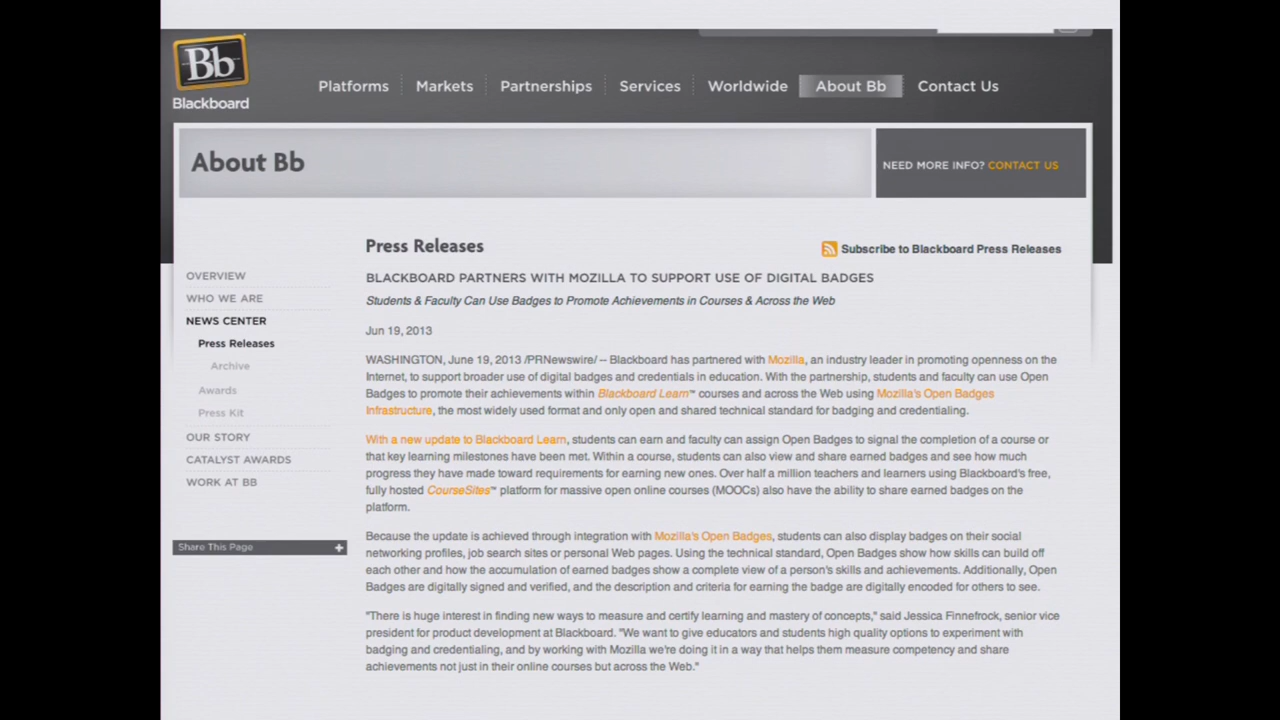 Bb
Blackboard
Platforms
Markets
Partnerships
Services
Worldwide
About Bb
Contact Us
About Bb
NEED MORE INFO? CONTACT US
OVERVIEW
WHO WE ARE
NEWS CENTER
Press Releases
Archive
Awards
Press Kit
OUR STORY
CATALYST AWARDS
WORK AT BB
Share This Page +
Press Releases
Subscribe to Blackboard Press Releases
BLACKBOARD PARTNERS WITH MOZILLA TO SUPPORT USE OF DIGITAL BADGES
Students & Faculty Can Use Badges to Promote Achievements in Courses & Across the Web
Jun 19, 2013
WASHINGTON, June 19, 2013 /PRNewswire/ -- Blackboard has partnered with Mozilla, an industry leader in promoting openness on the
Internet, to support broader use of digital badges and credentials in education. With the partnership, students and faculty can use Open
Badges to promote their achievements within Blackboard Learn™ courses and across the Web using Mozilla's Open Badges
Infrastructure, the most widely used format and only open and shared technical standard for badging and credentialing.
With a new update to Blackboard Learn, students can earn and faculty can assign Open Badges to signal the completion of a course or
that key learning milestones have been met. Within a course, students can also view and share earned badges and see how much
progress they have made toward requirements for earning new ones. Over half a million teachers and learners using Blackboard's free,
fully hosted CourseSites™ platform for massive open online courses (MOOCs) also have the ability to share earned badges on the
platform.
Because the update is achieved through integration with Mozilla's Open Badges, students can also display badges on their social
networking profiles, job search sites or personal Web pages. Using the technical standard, Open Badges show how skills can build off
each other and how the accumulation of earned badges show a complete view of a person's skills and achievements. Additionally, Open
Badges are digitally signed and verified, and the description and criteria for earning the badge are digitally encoded for others to see.
"There is huge interest in finding new ways to measure and certify learning and mastery of concepts," said Jessica Finnefrock, senior vice
president for product development at Blackboard. "We want to give educators and students high quality options to experiment with
badging and credentialing, and by working with Mozilla we're doing it in a way that helps them measure competency and share
achievements not just in their online courses but across the Web."